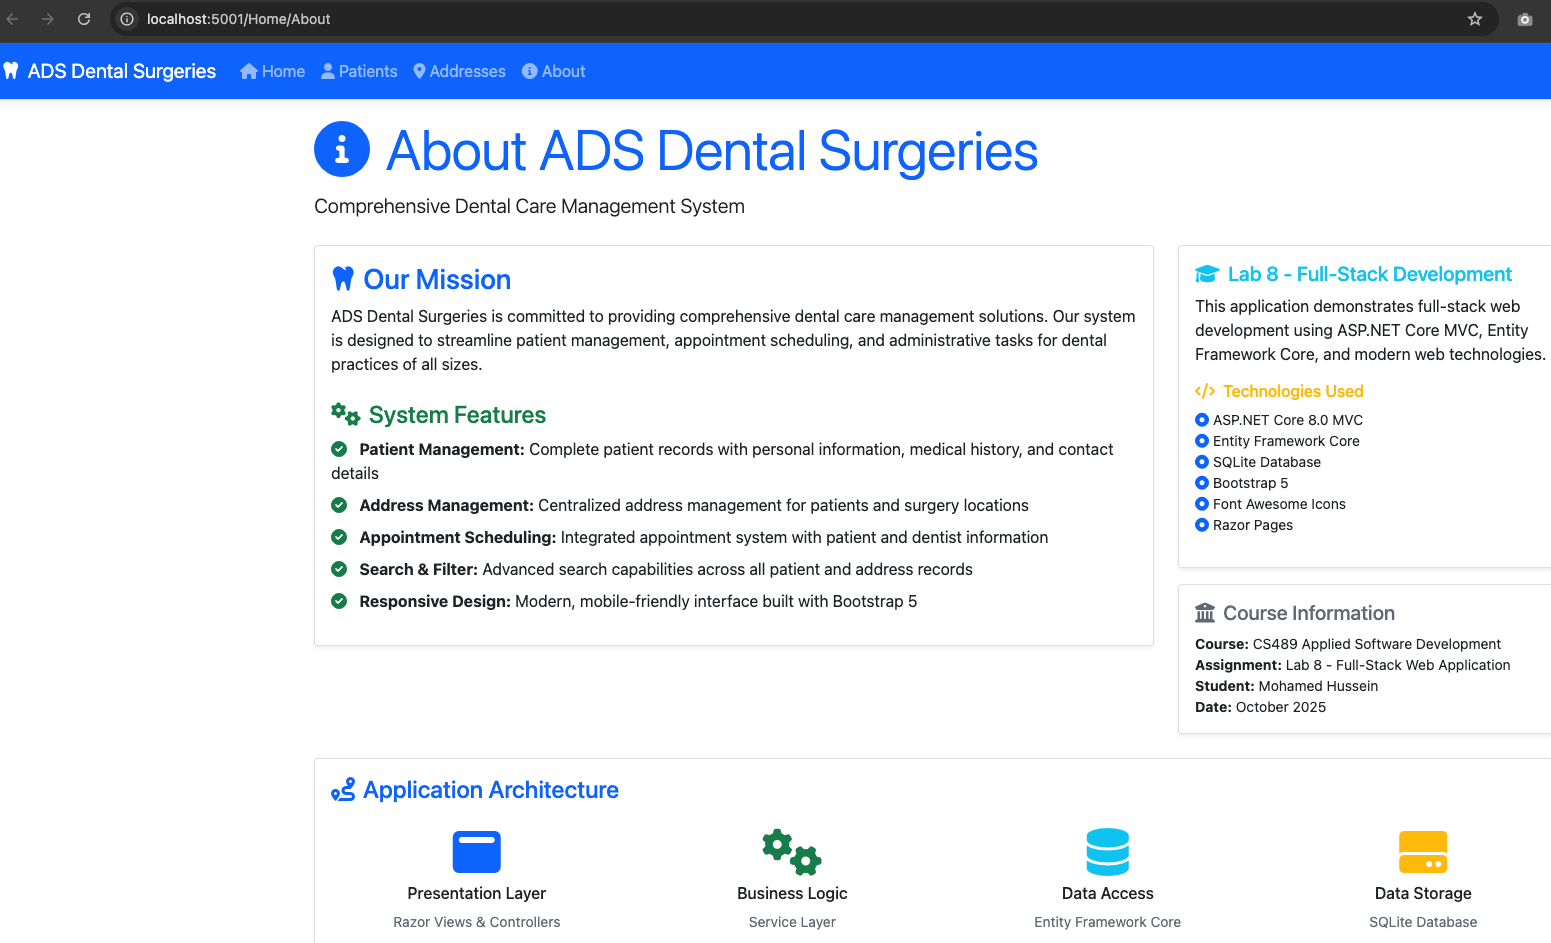 localhost:5001/Home/About
ADS Dental Surgeries Home Patients Addresses About
About ADS Dental Surgeries
Comprehensive Dental Care Management System
Our Mission
ADS Dental Surgeries is committed to providing comprehensive dental care management solutions. Our system
is designed to streamline patient management, appointment scheduling, and administrative tasks for dental
practices of all sizes.
System Features
Patient Management: Complete patient records with personal information, medical history, and contact
details
Address Management: Centralized address management for patients and surgery locations
Appointment Scheduling: Integrated appointment system with patient and dentist information
Search & Filter: Advanced search capabilities across all patient and address records
Responsive Design: Modern, mobile-friendly interface built with Bootstrap 5
Lab 8 - Full-Stack Development
This application demonstrates full-stack web
development using ASP.NET Core MVC, Entity
Framework Core, and modern web technologies.
Technologies Used
ASP.NET Core 8.0 MVC
Entity Framework Core
SQLite Database
Bootstrap 5
Font Awesome Icons
Razor Pages
Course Information
Course: CS489 Applied Software Development
Assignment: Lab 8 - Full-Stack Web Application
Student: Mohamed Hussein
Date: October 2025
Application Architecture
Presentation Layer
Razor Views & Controllers
Business Logic
Service Layer
Data Access
Entity Framework Core
Data Storage
SQLite Database